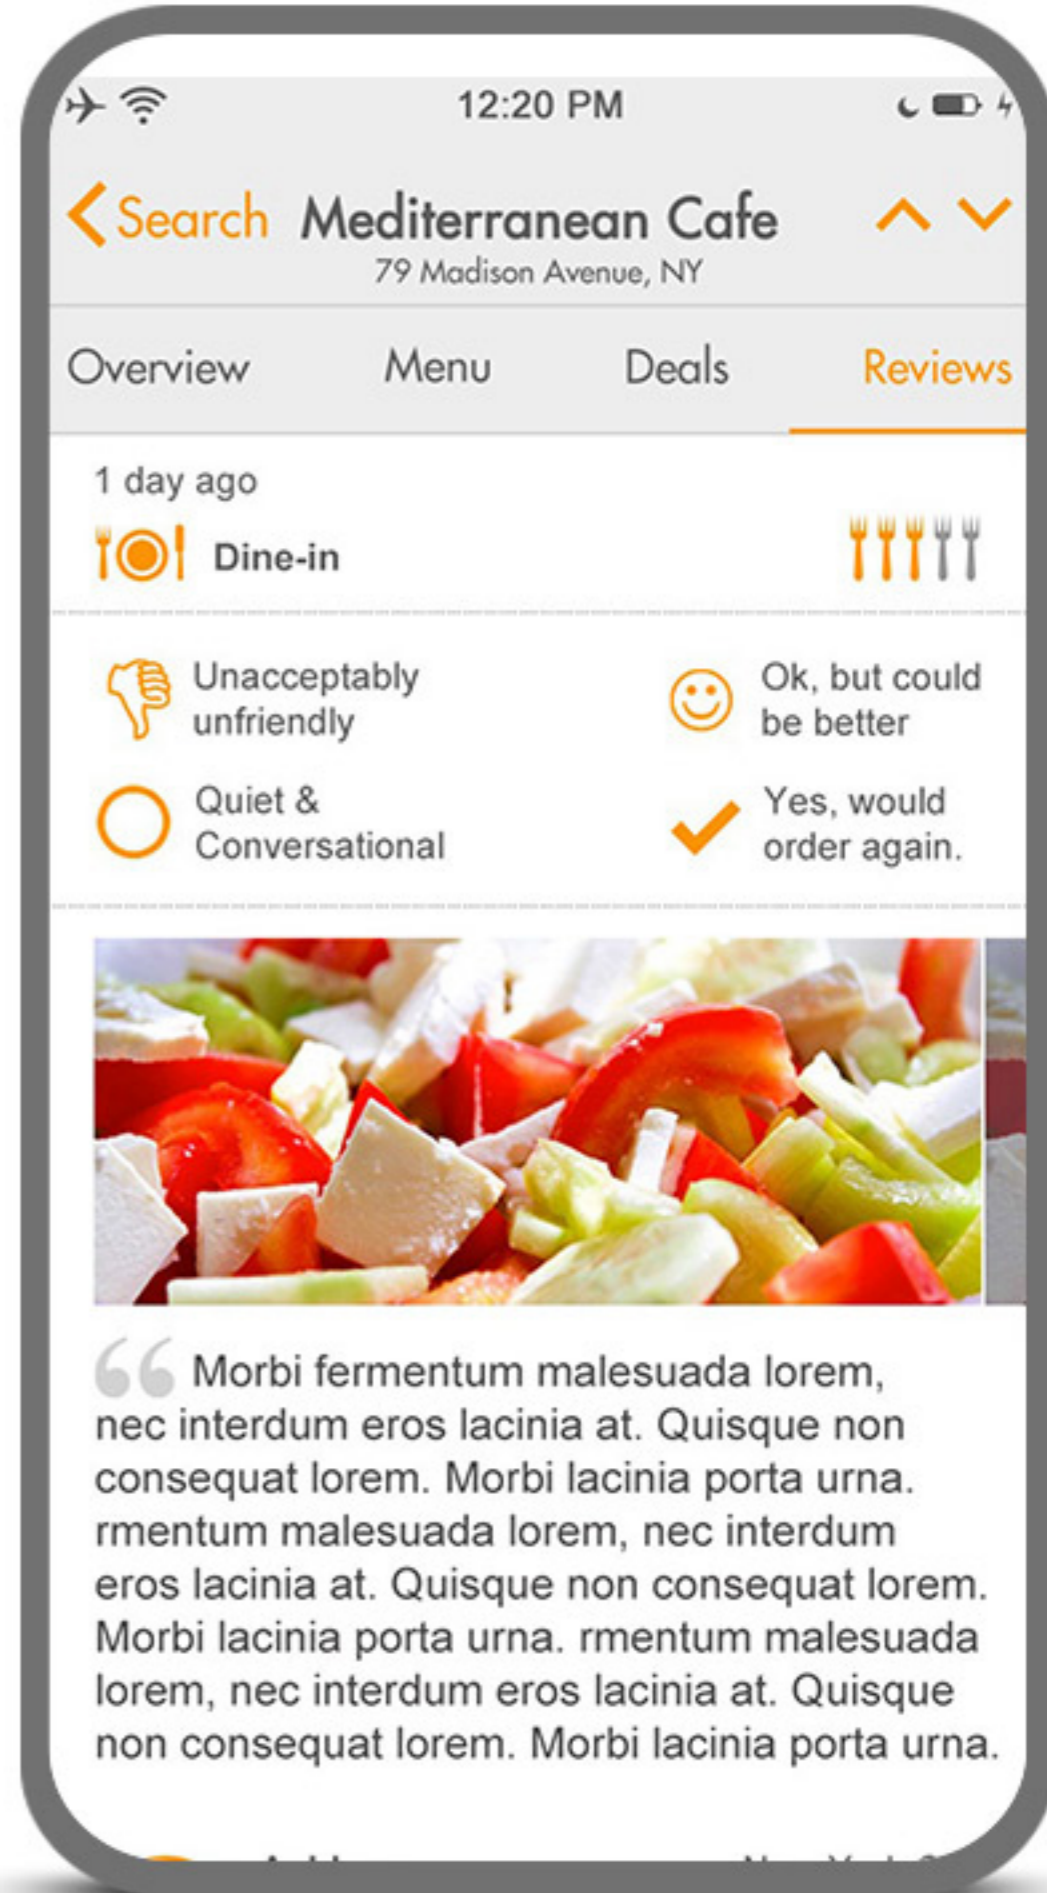 12:20 PM
Search Mediterranean Cafe
79 Madison Avenue, NY
Overview Menu Deals Reviews
1 day ago
Dine-in
Unacceptably
unfriendly
Ok, but could
be better
Quiet &
Conversational
Yes, would
order again.
“ Morbi fermentum malesuada lorem,
nec interdum eros lacinia at. Quisque non
consequat lorem. Morbi lacinia porta urna.
rmentum malesuada lorem, nec interdum
eros lacinia at. Quisque non consequat lorem.
Morbi lacinia porta urna. rmentum malesuada
lorem, nec interdum eros lacinia at. Quisque
non consequat lorem. Morbi lacinia porta urna.